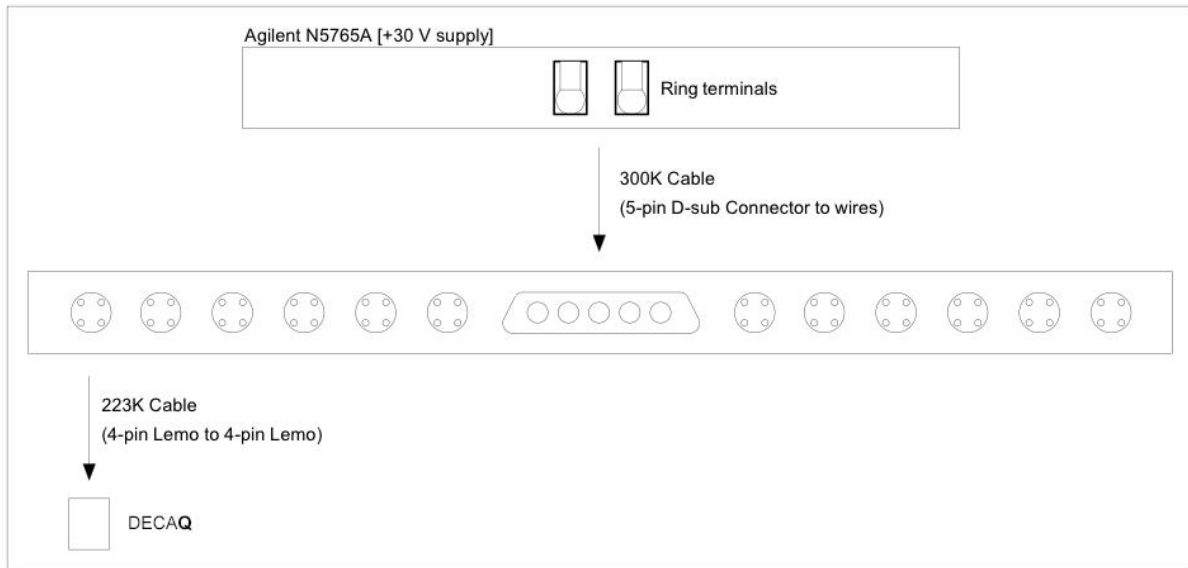 Agilent N5765A [+30 V supply]
Ring terminals
300K Cable
(5-pin D-sub Connector to wires)
223K Cable
(4-pin Lemo to 4-pin Lemo)
DECAQ